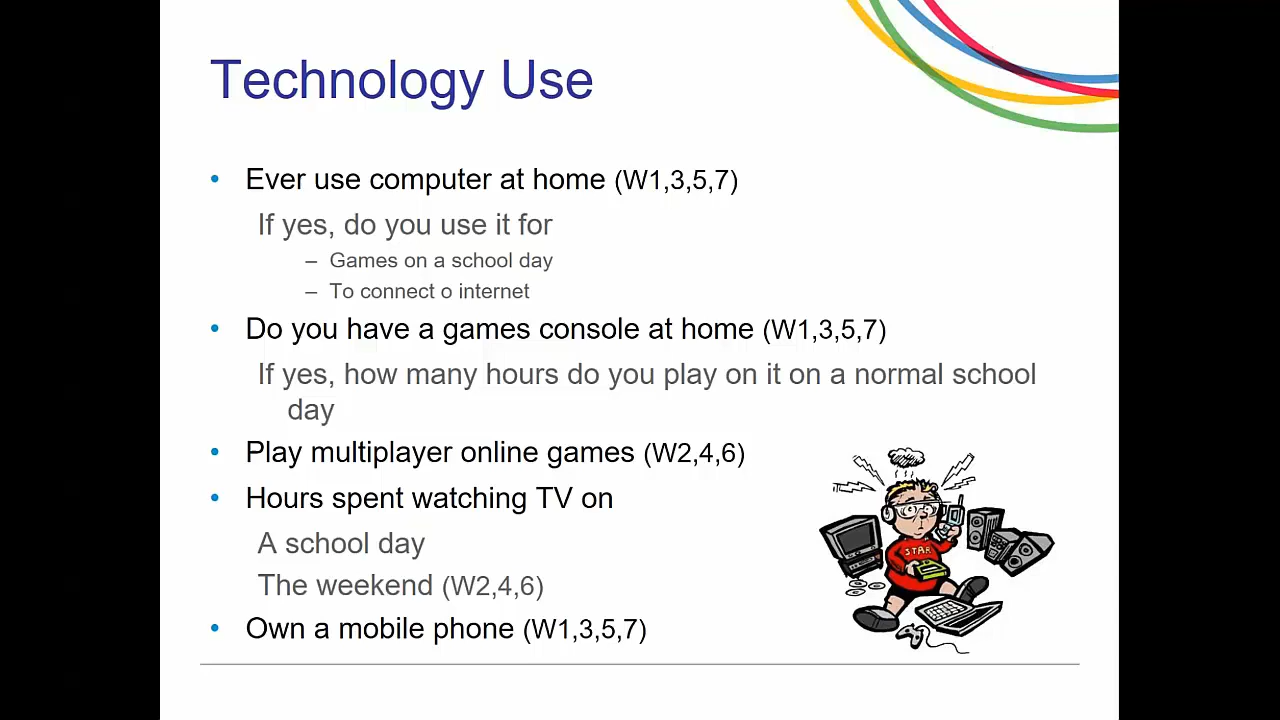 Technology Use
• Ever use computer at home (W1,3,5,7)
If yes, do you use it for
– Games on a school day
– To connect o internet
• Do you have a games console at home (W1,3,5,7)
If yes, how many hours do you play on it on a normal school
day
• Play multiplayer online games (W2,4,6)
• Hours spent watching TV on
A school day
The weekend (W2,4,6)
STAR
• Own a mobile phone (W1,3,5,7)